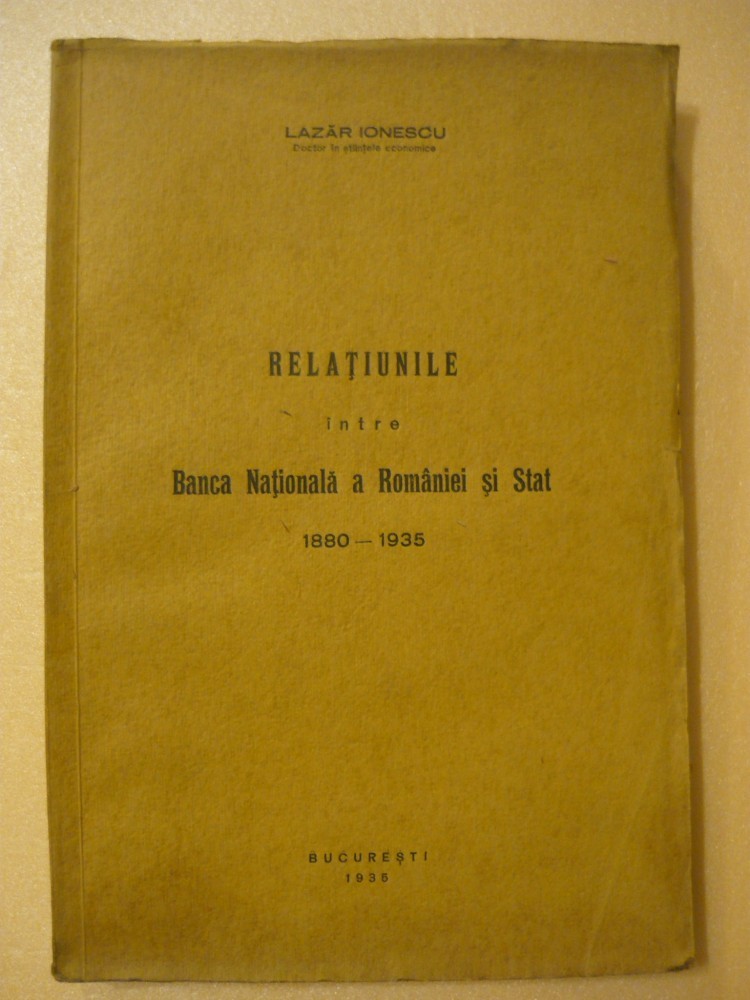 LAZĂR IONESCU
Doctor în științele economice
RELAȚIUNILE
între
Banca Națională a României și Stat
1880 — 1935
BUCUREȘTI
1935